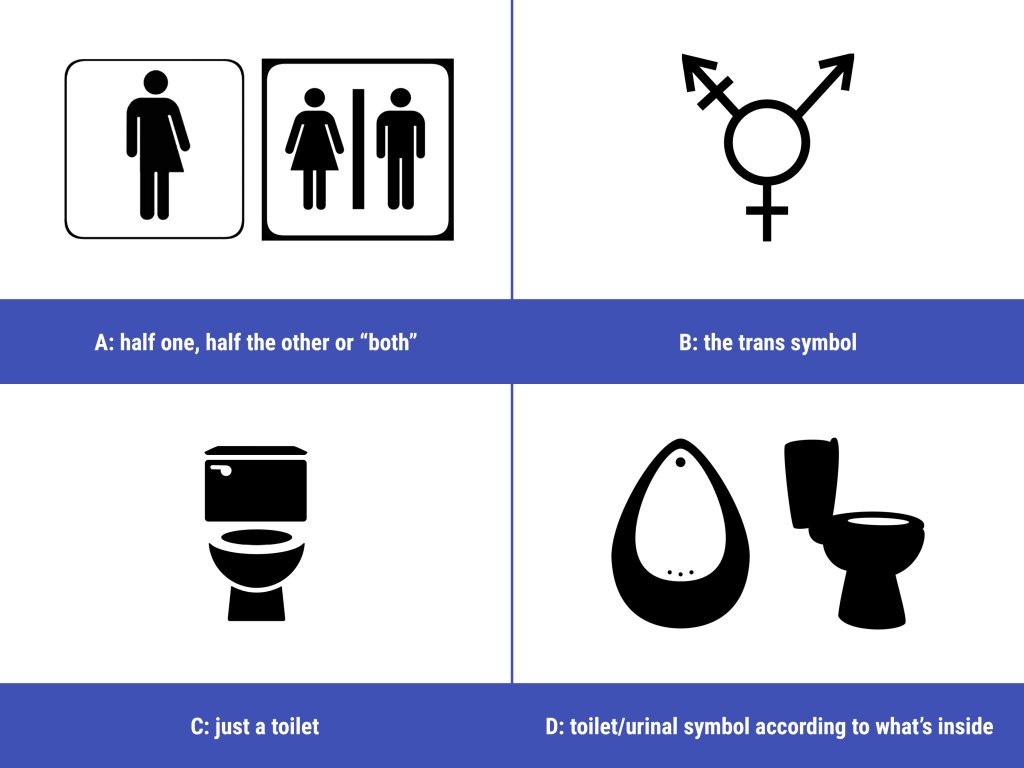 A: half one, half the other or “both”
B: the trans symbol
C: just a toilet
D: toilet/urinal symbol according to what’s inside